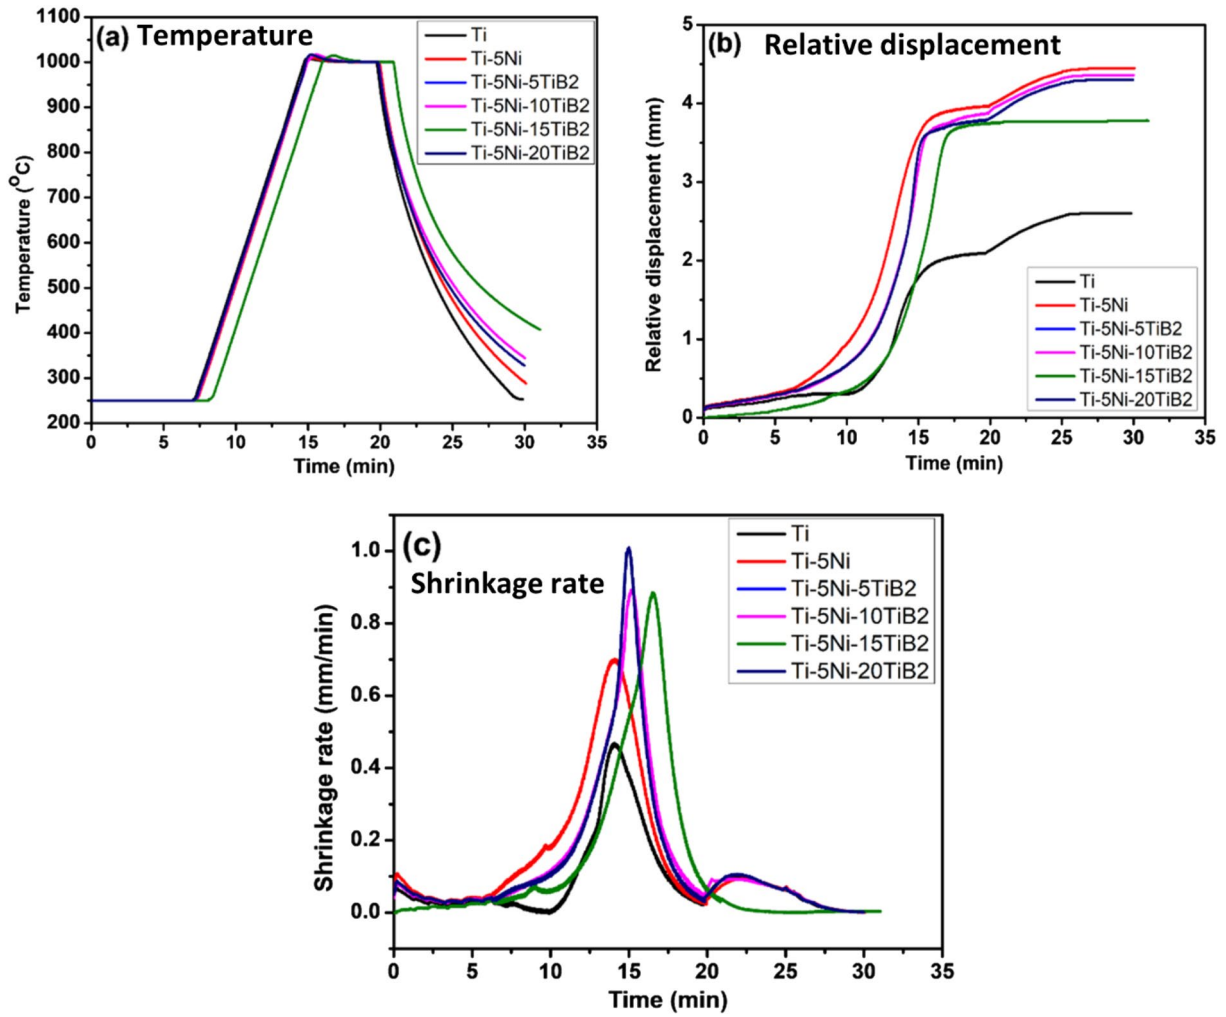 (a) Temperature
Temperature (°C)
1100
1000
900
800
700
600
500
400
300
200
0 5 10 15 20 25 30 35
Time (min)
Ti
Ti-5Ni
Ti-5Ni-5TiB2
Ti-5Ni-10TiB2
Ti-5Ni-15TiB2
Ti-5Ni-20TiB2
(b) Relative displacement
Relative displacement (mm)
5
4
3
2
1
0
0 5 10 15 20 25 30 35
Time (min)
Ti
Ti-5Ni
Ti-5Ni-5TiB2
Ti-5Ni-10TiB2
Ti-5Ni-15TiB2
Ti-5Ni-20TiB2
(c)
Shrinkage rate
Shrinkage rate (mm/min)
1.0
0.8
0.6
0.4
0.2
0.0
0 5 10 15 20 25 30 35
Time (min)
Ti
Ti-5Ni
Ti-5Ni-5TiB2
Ti-5Ni-10TiB2
Ti-5Ni-15TiB2
Ti-5Ni-20TiB2